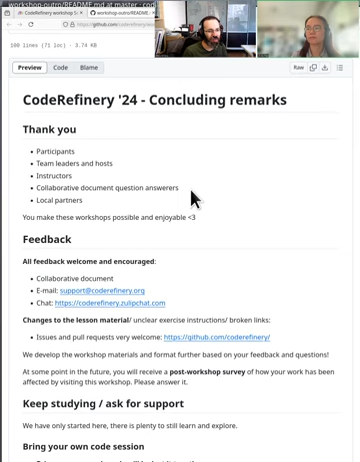 workshop-outro/README.md at master · cod
CodeRefinery workshop S
workshop-outro/README
https://github.com/coderefinery/wo
100 lines (71 loc) · 3.74 KB
Preview
Code
Blame
Raw
CodeRefinery '24 - Concluding remarks
Thank you
• Participants
• Team leaders and hosts
• Instructors
• Collaborative document question answerers
• Local partners
You make these workshops possible and enjoyable <3
Feedback
All feedback welcome and encouraged:
• Collaborative document
• E-mail: support@coderefinery.org
• Chat: https://coderefinery.zulipchat.com
Changes to the lesson material/ unclear exercise instructions/ broken links:
• Issues and pull requests very welcome: https://github.com/coderefinery/
We develop the workshop materials and format further based on your feedback and questions!
At some point in the future, you will receive a post-workshop survey of how your work has been
affected by visiting this workshop. Please answer it.
Keep studying / ask for support
We have only started here, there is plenty to still learn and explore.
Bring your own code session